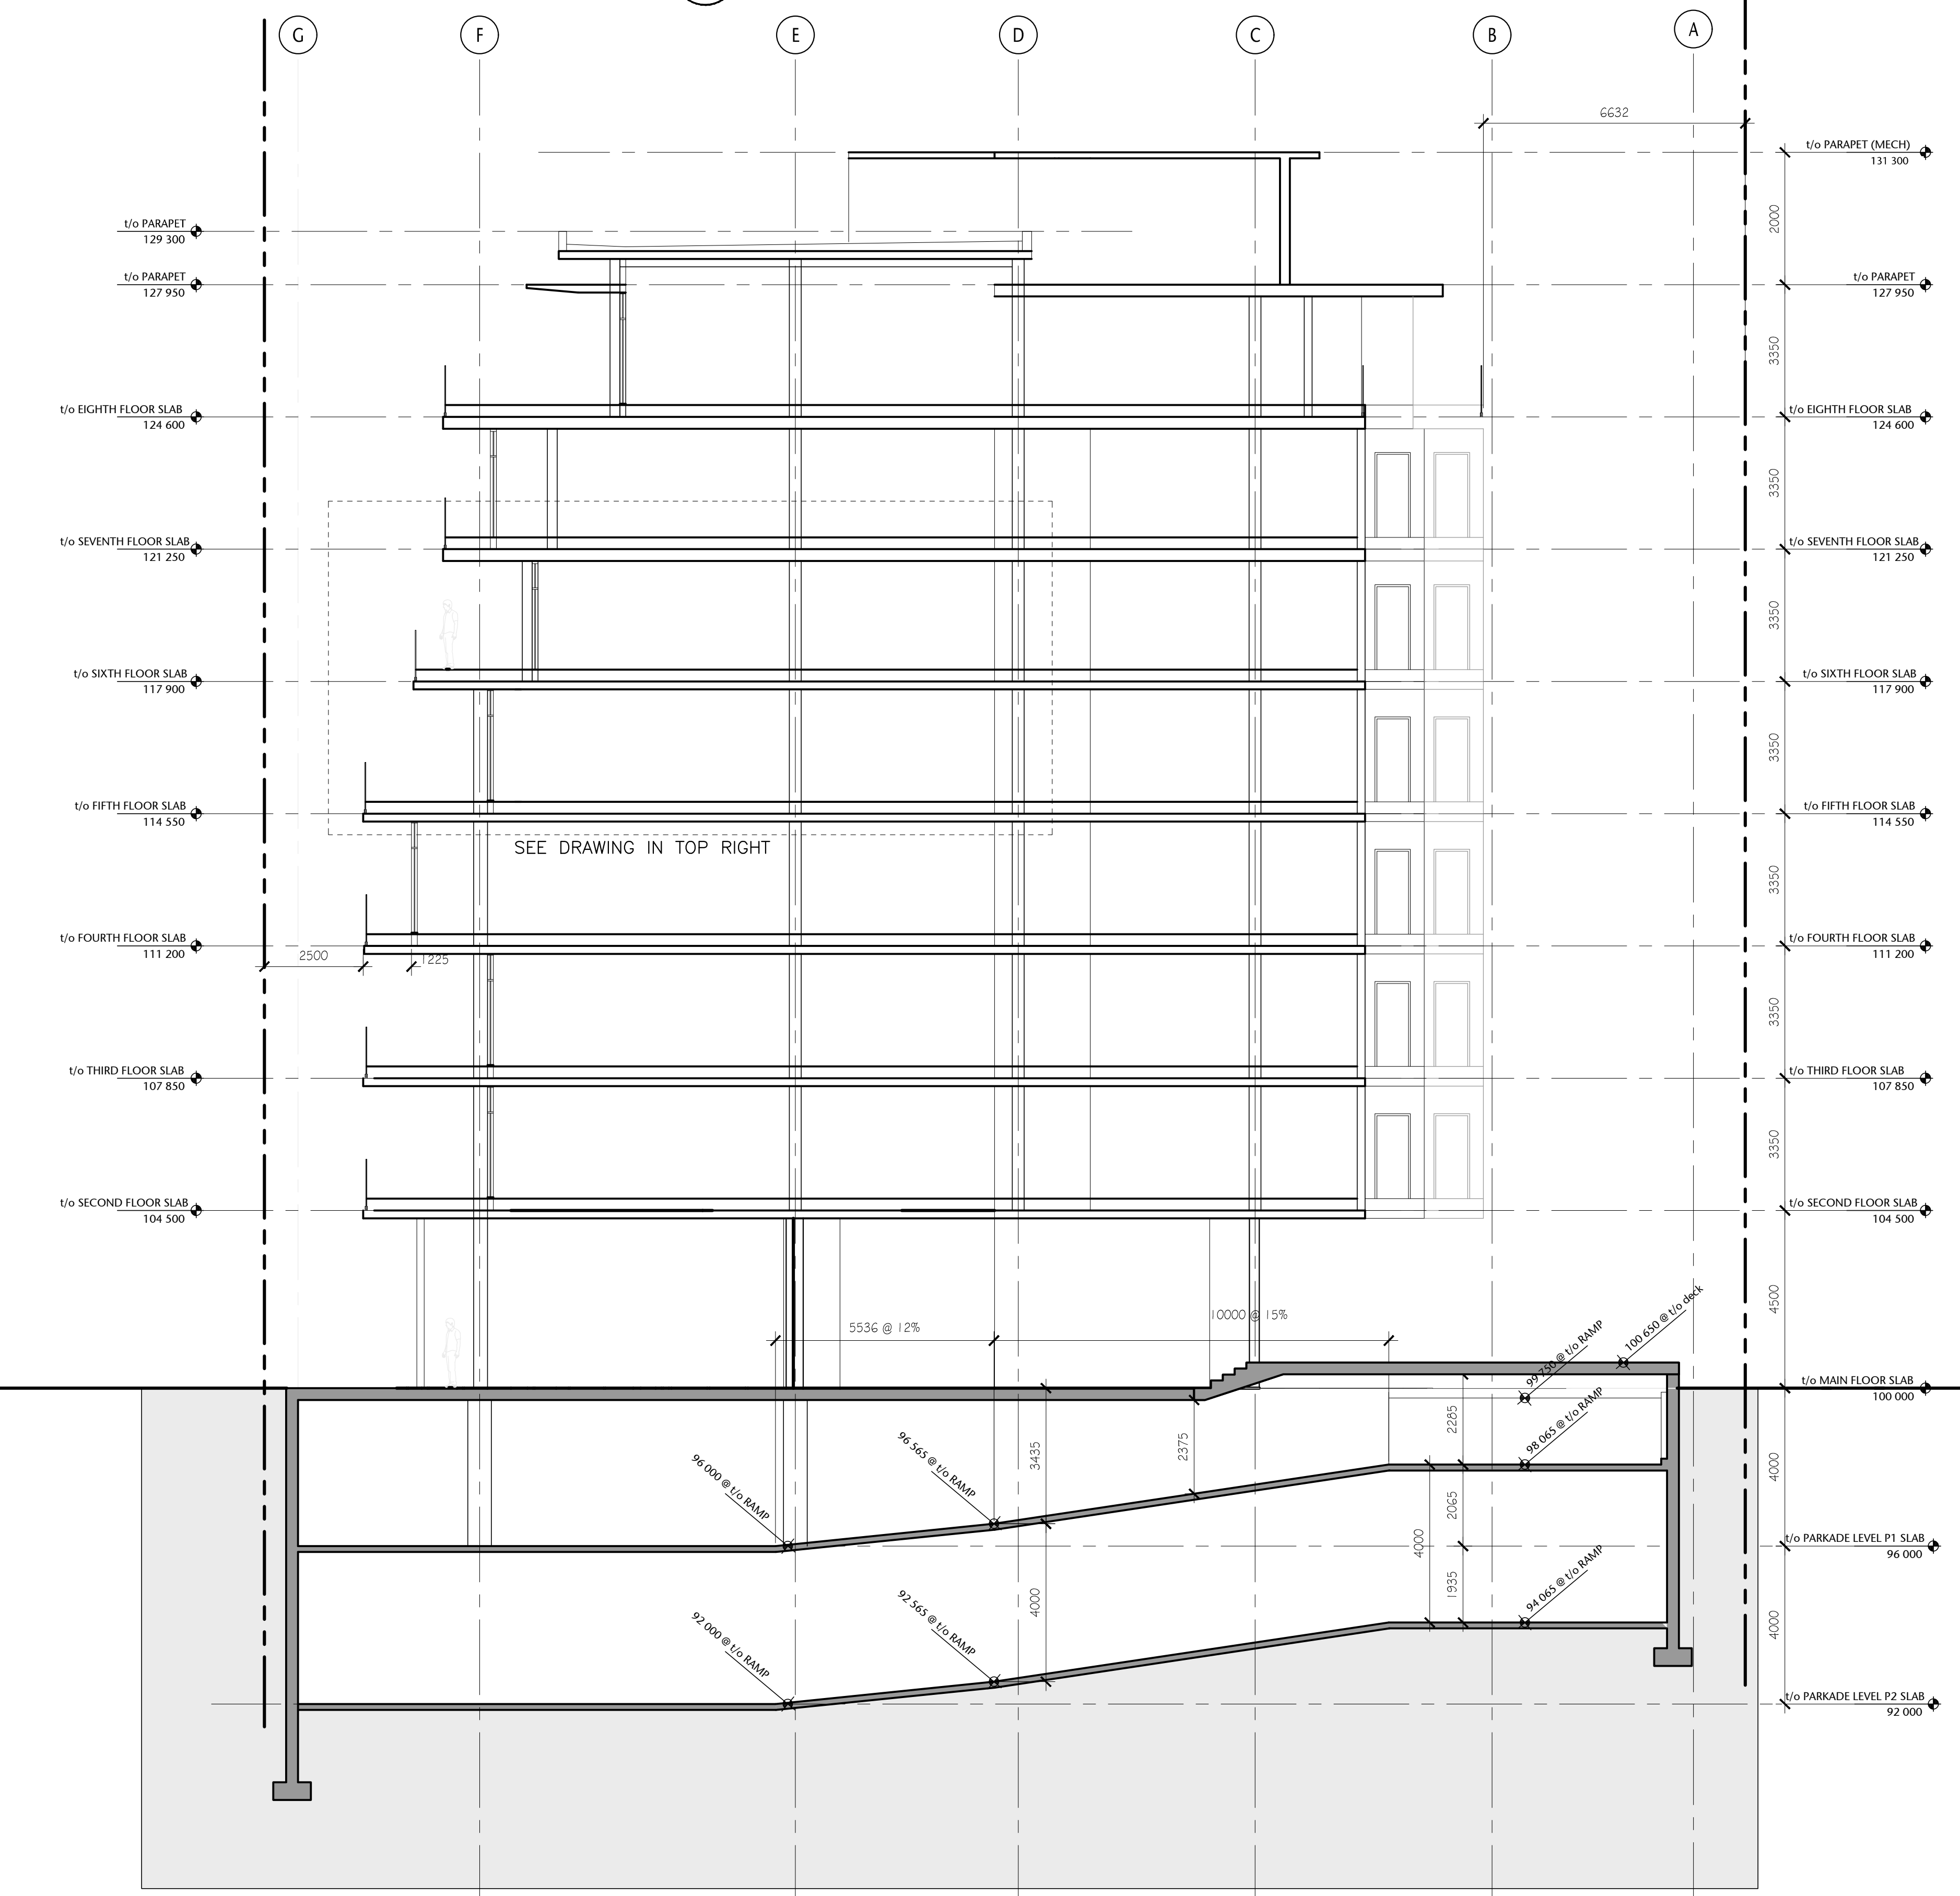 G F E D C B A
6632
t/o PARAPET (MECH)
131 300
2000
t/o PARAPET
129 300
t/o PARAPET
127 950
t/o PARAPET
127 950
3350
t/o EIGHTH FLOOR SLAB
124 600
t/o EIGHTH FLOOR SLAB
124 600
3350
t/o SEVENTH FLOOR SLAB
121 250
t/o SEVENTH FLOOR SLAB
121 250
3350
t/o SIXTH FLOOR SLAB
117 900
t/o SIXTH FLOOR SLAB
117 900
3350
t/o FIFTH FLOOR SLAB
114 550
t/o FIFTH FLOOR SLAB
114 550
SEE DRAWING IN TOP RIGHT
3350
t/o FOURTH FLOOR SLAB
111 200
t/o FOURTH FLOOR SLAB
111 200
2500
1225
3350
t/o THIRD FLOOR SLAB
107 850
t/o THIRD FLOOR SLAB
107 850
3350
t/o SECOND FLOOR SLAB
104 500
t/o SECOND FLOOR SLAB
104 500
4500
5536 @ 12%
10000 @ 15%
100 650 @ t/o deck
99 750 @ t/o RAMP
t/o MAIN FLOOR SLAB
100 000
98 065 @ t/o RAMP
2285
2375
3435
96 565 @ t/o RAMP
96 000 @ t/o RAMP
4000
2065
4000
t/o PARKADE LEVEL P1 SLAB
96 000
1935
94 065 @ t/o RAMP
4000
92 565 @ t/o RAMP
92 000 @ t/o RAMP
4000
t/o PARKADE LEVEL P2 SLAB
92 000